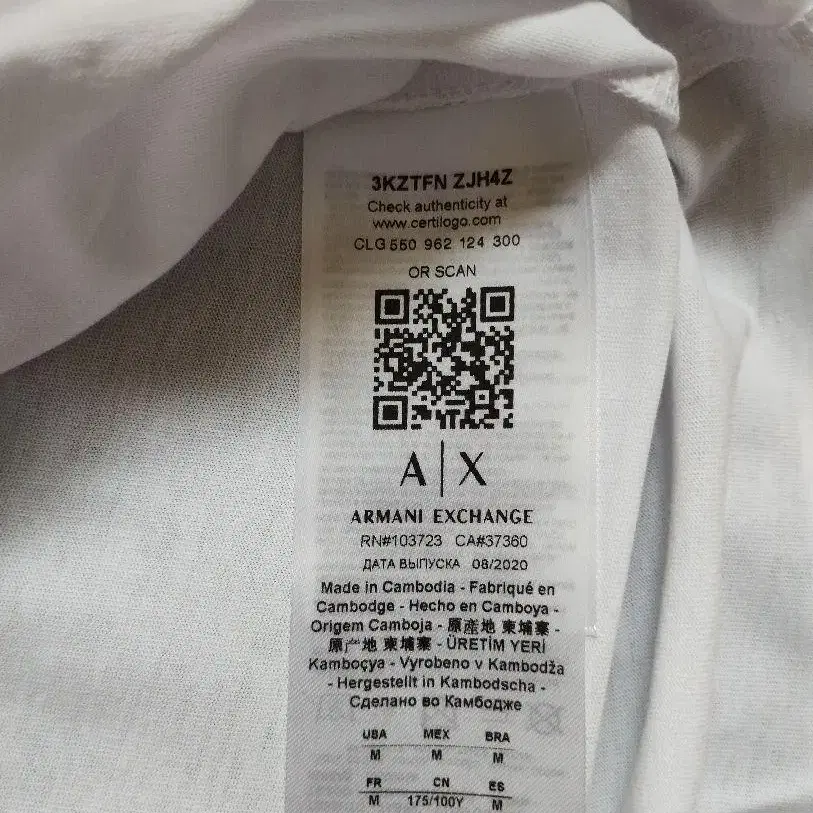 3KZTFN ZJH4Z
Check authenticity at
www.certilogo.com
CLG 550 962 124 300
OR SCAN
A|X
ARMANI EXCHANGE
RN#103723 CA#37360
ДАТА ВЫПУСКА 08/2020
Made in Cambodia - Fabriqué en
Cambodge - Hecho en Camboya -
Origem Camboja - 原產地 柬埔寨 -
原产地 柬埔寨 - ÜRETİM YERİ
Kamboçya - Vyrobeno v Kambodža
- Hergestellt in Kambodscha -
Сделано во Камбодже
USA MEX BRA
M M M
FR CN ES
M 175/100Y M